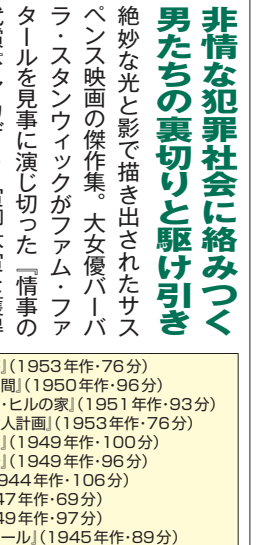 非情な犯罪社会に絡みつく
男たちの裏切りと駆け引き
絶妙な光と影で描き出されたサス
ペンス映画の傑作集。大女優バーバ
ラ・スタンウィックがファム・ファ
タールを見事に演じ切った『情事の
』(1953年作・76分)
間』(1950年作・96分)
・ヒルの家』(1951年作・93分)
人計画』(1953年作・76分)
』(1949年作・100分)
』(1949年作・96分)
944年作・106分)
47年作・69分)
49年作・97分)
ール』(1945年作・89分)